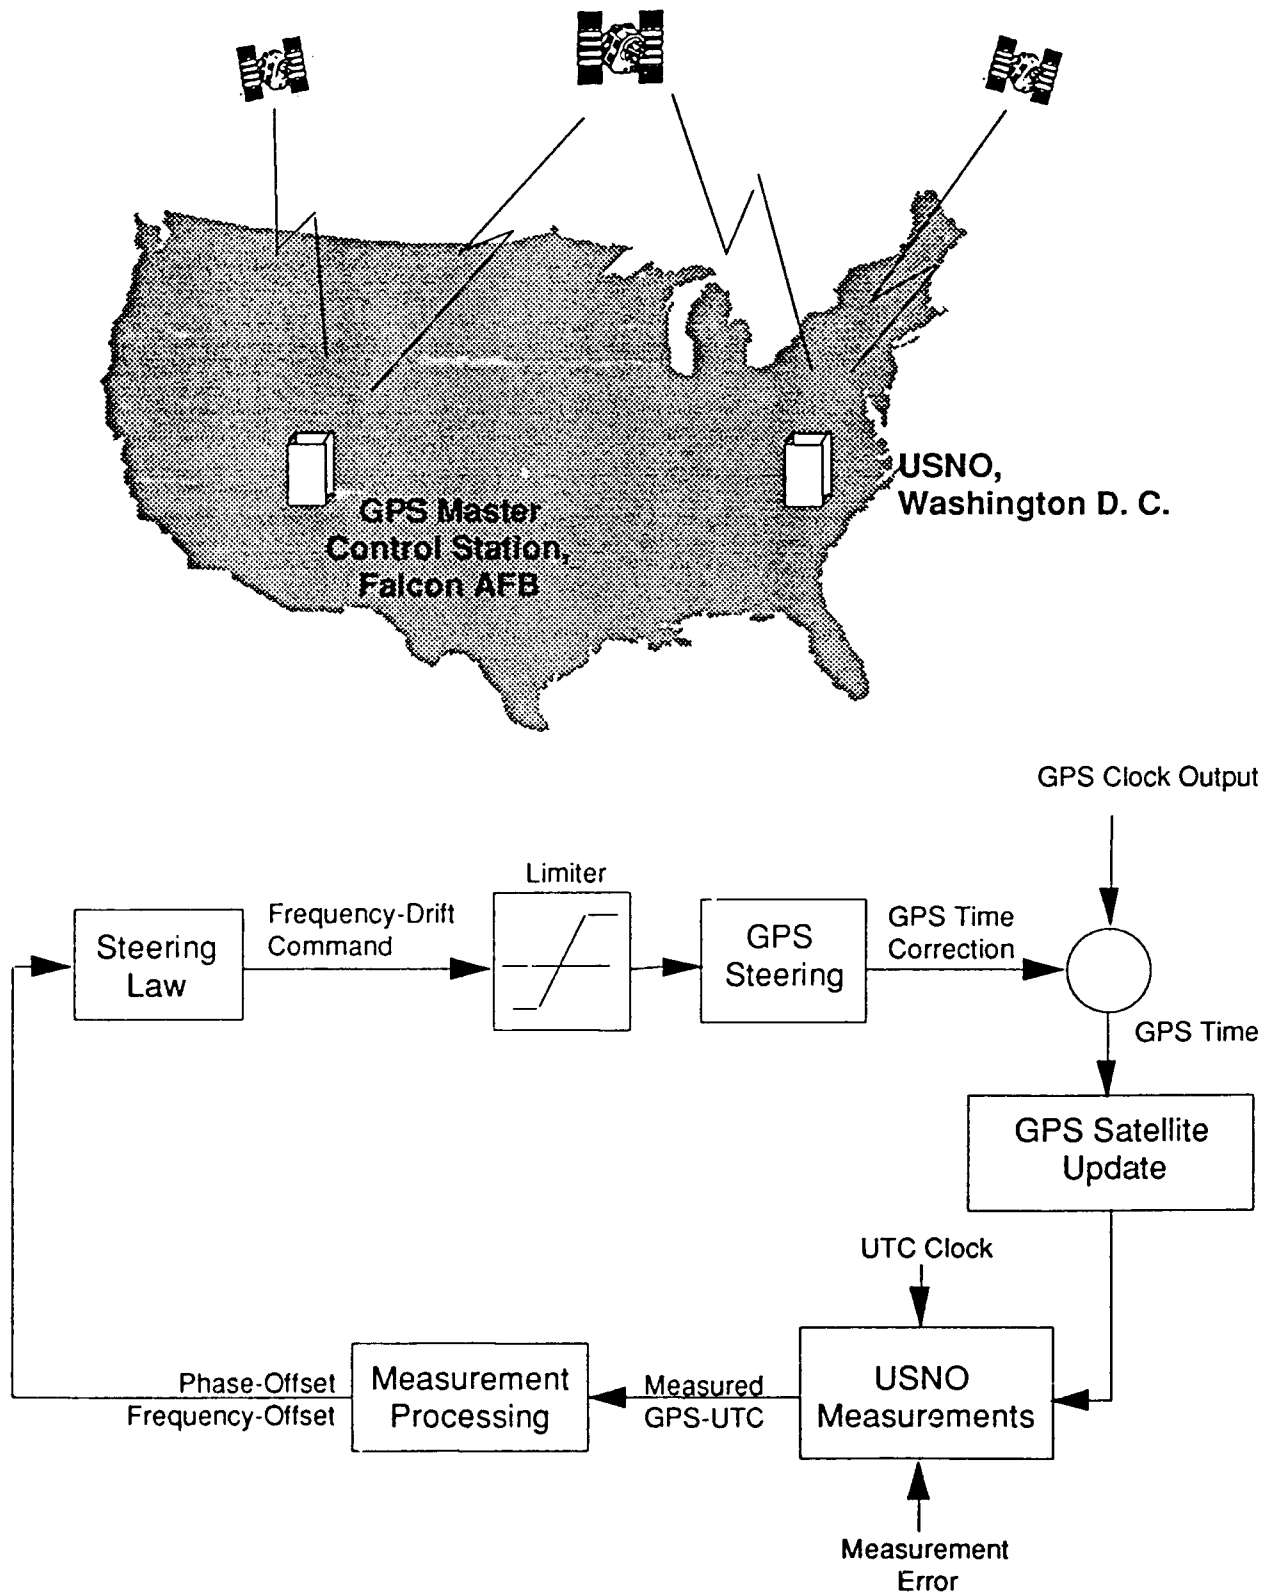 USNO,
Washington D. C.
GPS Master
Control Station,
Falcon AFB
GPS Clock Output
Limiter
Frequency-Drift
Command
Steering
Law
GPS
Steering
GPS Time
Correction
GPS Time
GPS Satellite
Update
UTC Clock
Phase-Offset
Frequency-Offset
Measurement
Processing
Measured
GPS-UTC
USNO
Measurements
Measurement
Error